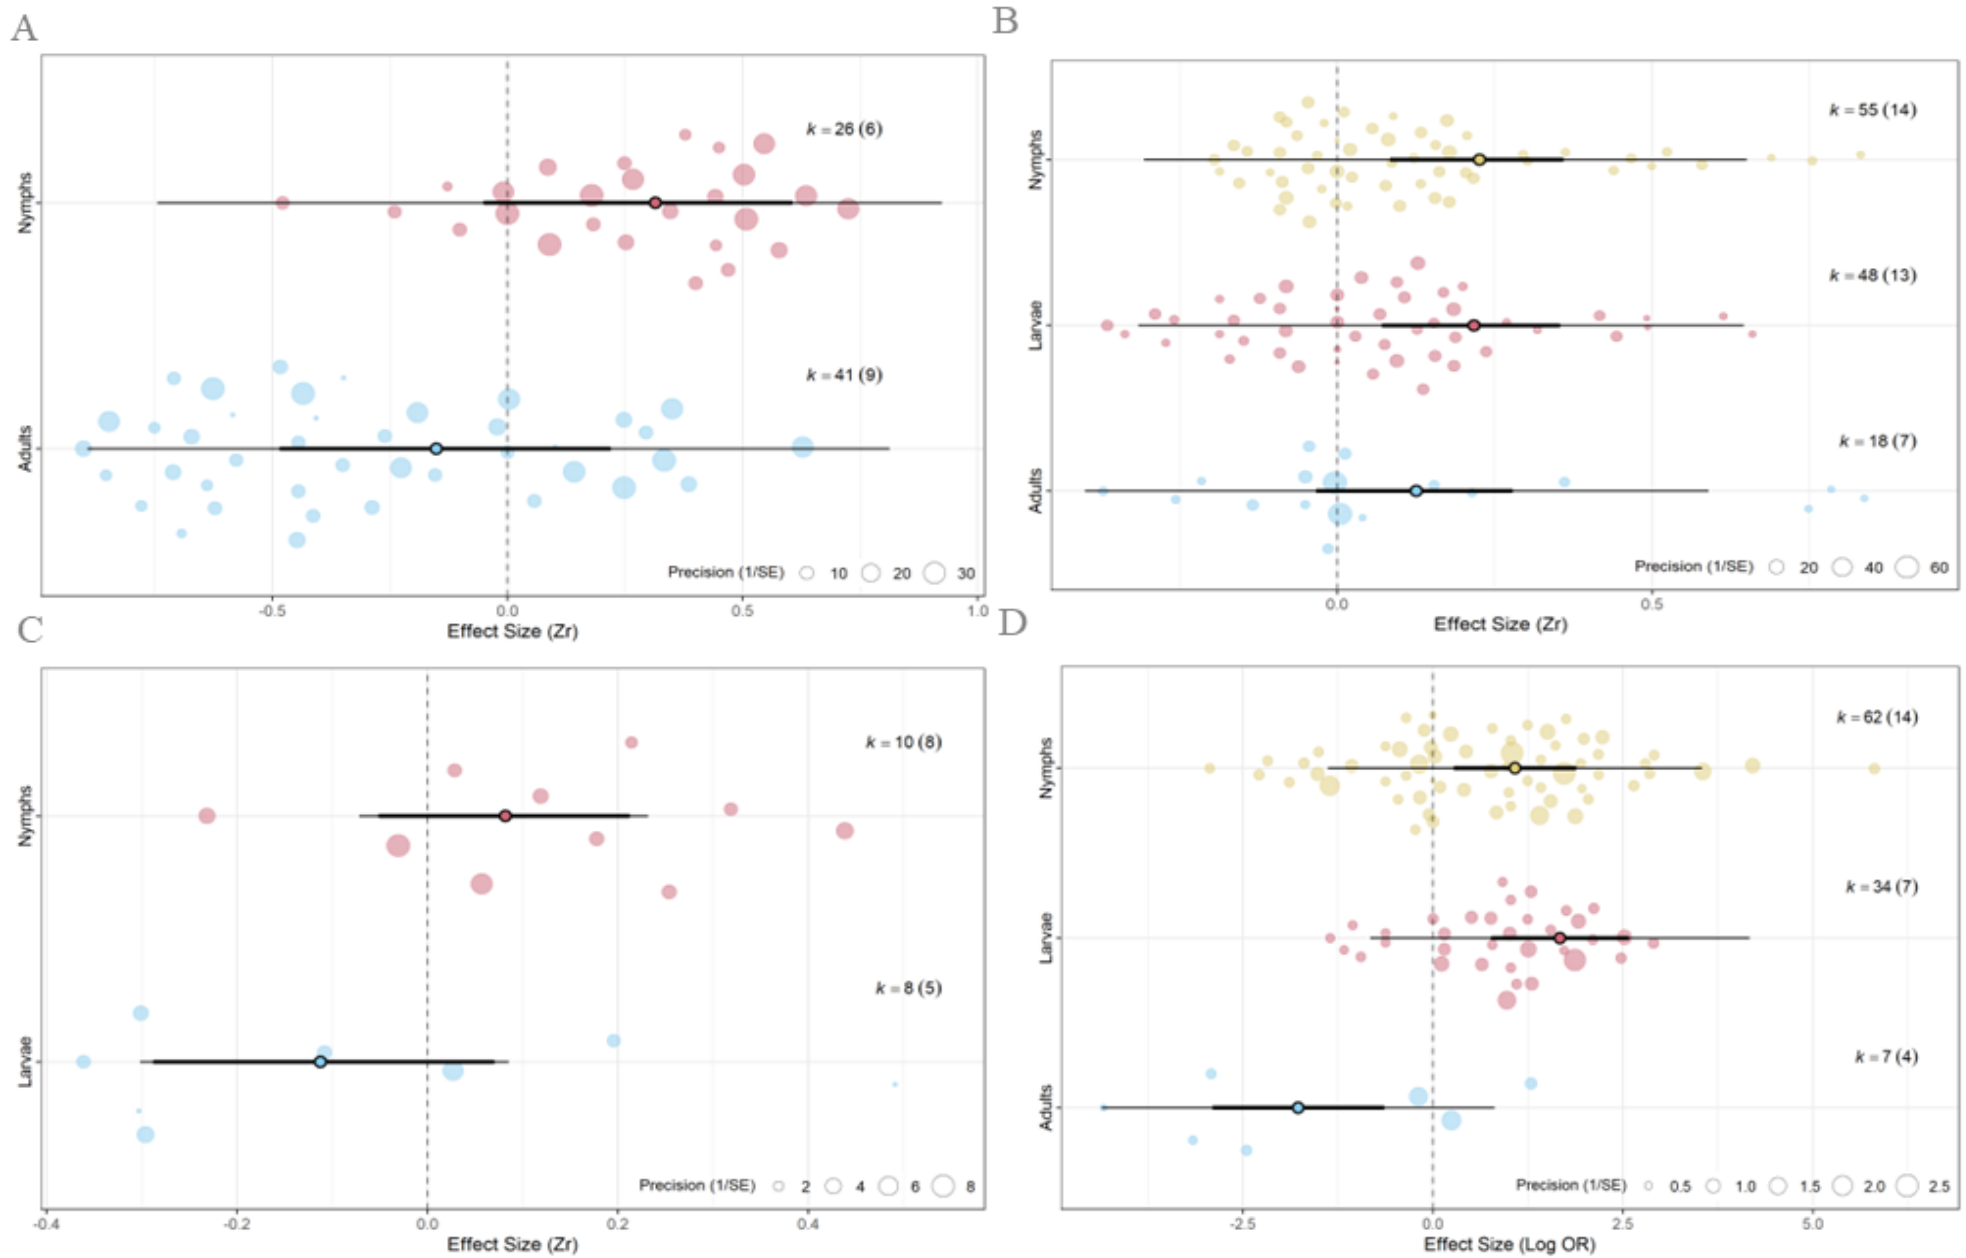 A
Nymphs
k = 26 (6)
Adults
k = 41 (9)
Precision (1/SE) 10 20 30
-0.5 0.0 0.5 1.0
Effect Size (Zr)
B
Nymphs
k = 55 (14)
Larvae
k = 48 (13)
Adults
k = 18 (7)
Precision (1/SE) 20 40 60
0.0 0.5
Effect Size (Zr)
C
Nymphs
k = 10 (8)
Larvae
k = 8 (5)
Precision (1/SE) 2 4 6 8
-0.4 -0.2 0.0 0.2 0.4
Effect Size (Zr)
D
Nymphs
k = 62 (14)
Larvae
k = 34 (7)
Adults
k = 7 (4)
Precision (1/SE) 0.5 1.0 1.5 2.0 2.5
-2.5 0.0 2.5 5.0
Effect Size (Log OR)